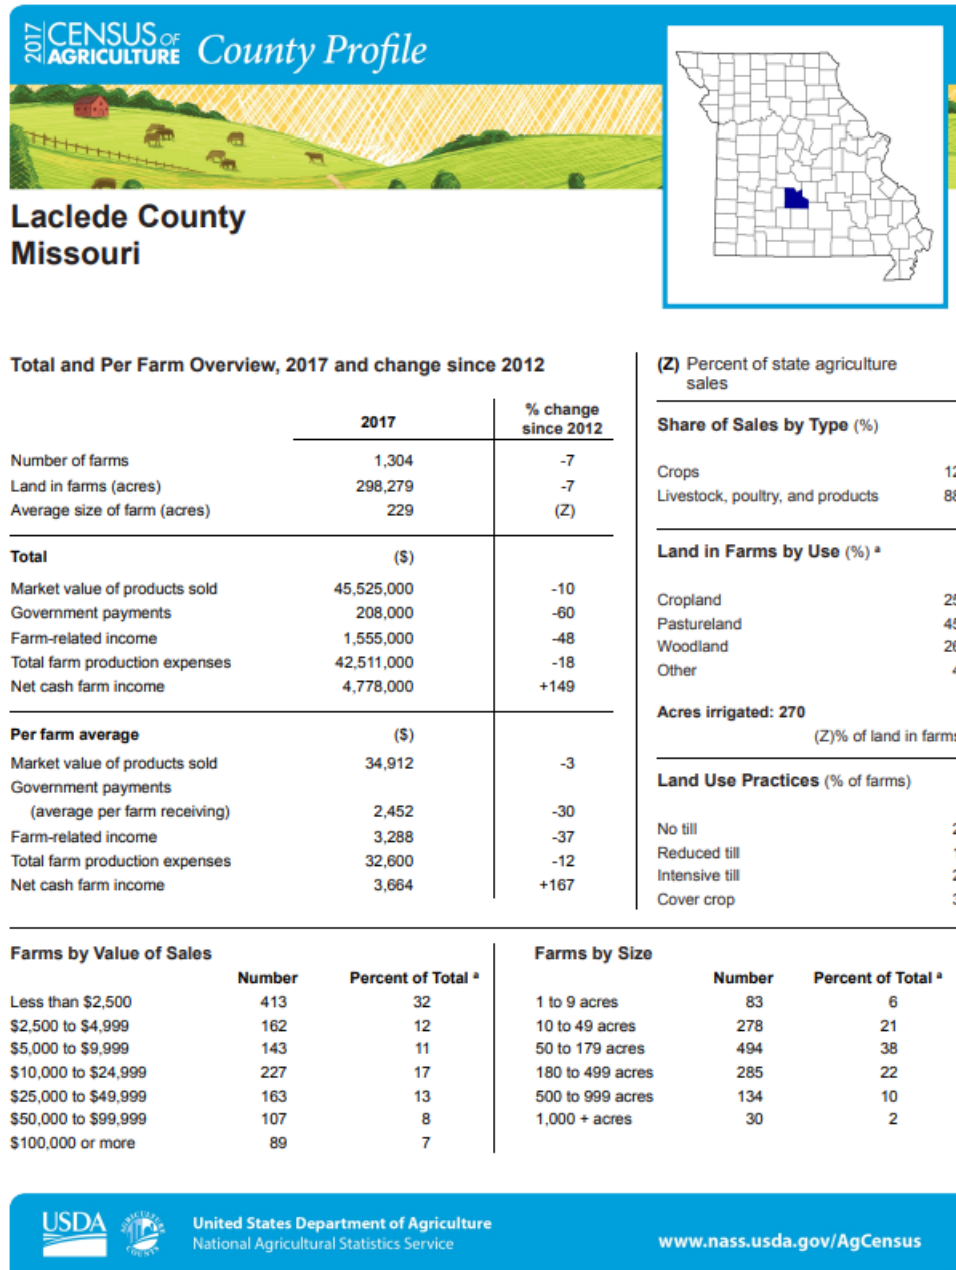 2017 CENSUS OF AGRICULTURE County Profile
Laclede County
Missouri
Total and Per Farm Overview, 2017 and change since 2012
2017 % change since 2012
Number of farms 1,304 -7
Land in farms (acres) 298,279 -7
Average size of farm (acres) 229 (Z)
Total ($)
Market value of products sold 45,525,000 -10
Government payments 208,000 -60
Farm-related income 1,555,000 -48
Total farm production expenses 42,511,000 -18
Net cash farm income 4,778,000 +149
Per farm average ($)
Market value of products sold 34,912 -3
Government payments
(average per farm receiving) 2,452 -30
Farm-related income 3,288 -37
Total farm production expenses 32,600 -12
Net cash farm income 3,664 +167
(Z) Percent of state agriculture
sales
Share of Sales by Type (%)
Crops 12
Livestock, poultry, and products 88
Land in Farms by Use (%) a
Cropland 25
Pastureland 45
Woodland 26
Other 4
Acres irrigated: 270
(Z)% of land in farms
Land Use Practices (% of farms)
No till 2
Reduced till 1
Intensive till 2
Cover crop 3
Farms by Value of Sales
Number Percent of Total a
Less than $2,500 413 32
$2,500 to $4,999 162 12
$5,000 to $9,999 143 11
$10,000 to $24,999 227 17
$25,000 to $49,999 163 13
$50,000 to $99,999 107 8
$100,000 or more 89 7
Farms by Size
Number Percent of Total a
1 to 9 acres 83 6
10 to 49 acres 278 21
50 to 179 acres 494 38
180 to 499 acres 285 22
500 to 999 acres 134 10
1,000 + acres 30 2
USDA
AGRICULTURE COUNTS
United States Department of Agriculture
National Agricultural Statistics Service
www.nass.usda.gov/AgCensus